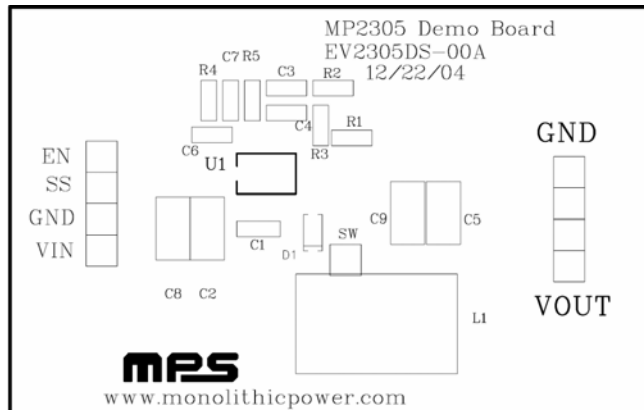 MP2305 Demo Board
EV2305DS-00A
12/22/04
C7 R5
R4 C3 R2
C4 R1
C6 R3
U1
GND
EN
SS
GND
VIN
C9 C5
C1 SW
D1
C8 C2
VOUT
L1
mps
www.monolithicpower.com